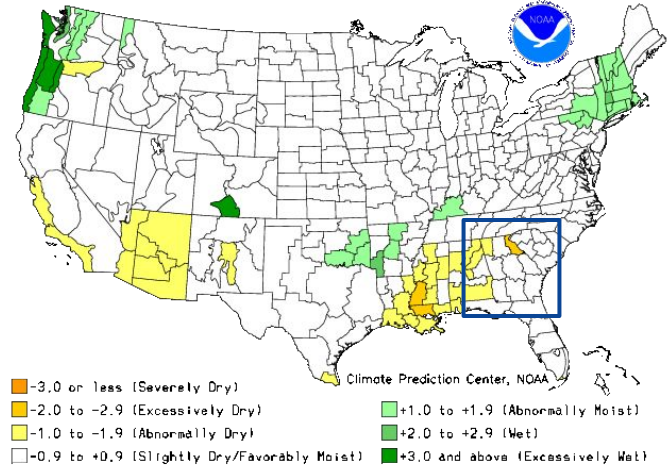 NOAA
Climate Prediction Center, NOAA
-3.0 or less (Severely Dry)
-2.0 to -2.9 (Excessively Dry)
-1.0 to -1.9 (Abnormally Dry)
-0.9 to +0.9 (Slightly Dry/Favorably Moist)
+1.0 to +1.9 (Abnormally Moist)
+2.0 to +2.9 (Wet)
+3.0 and above (Excessively Wet)